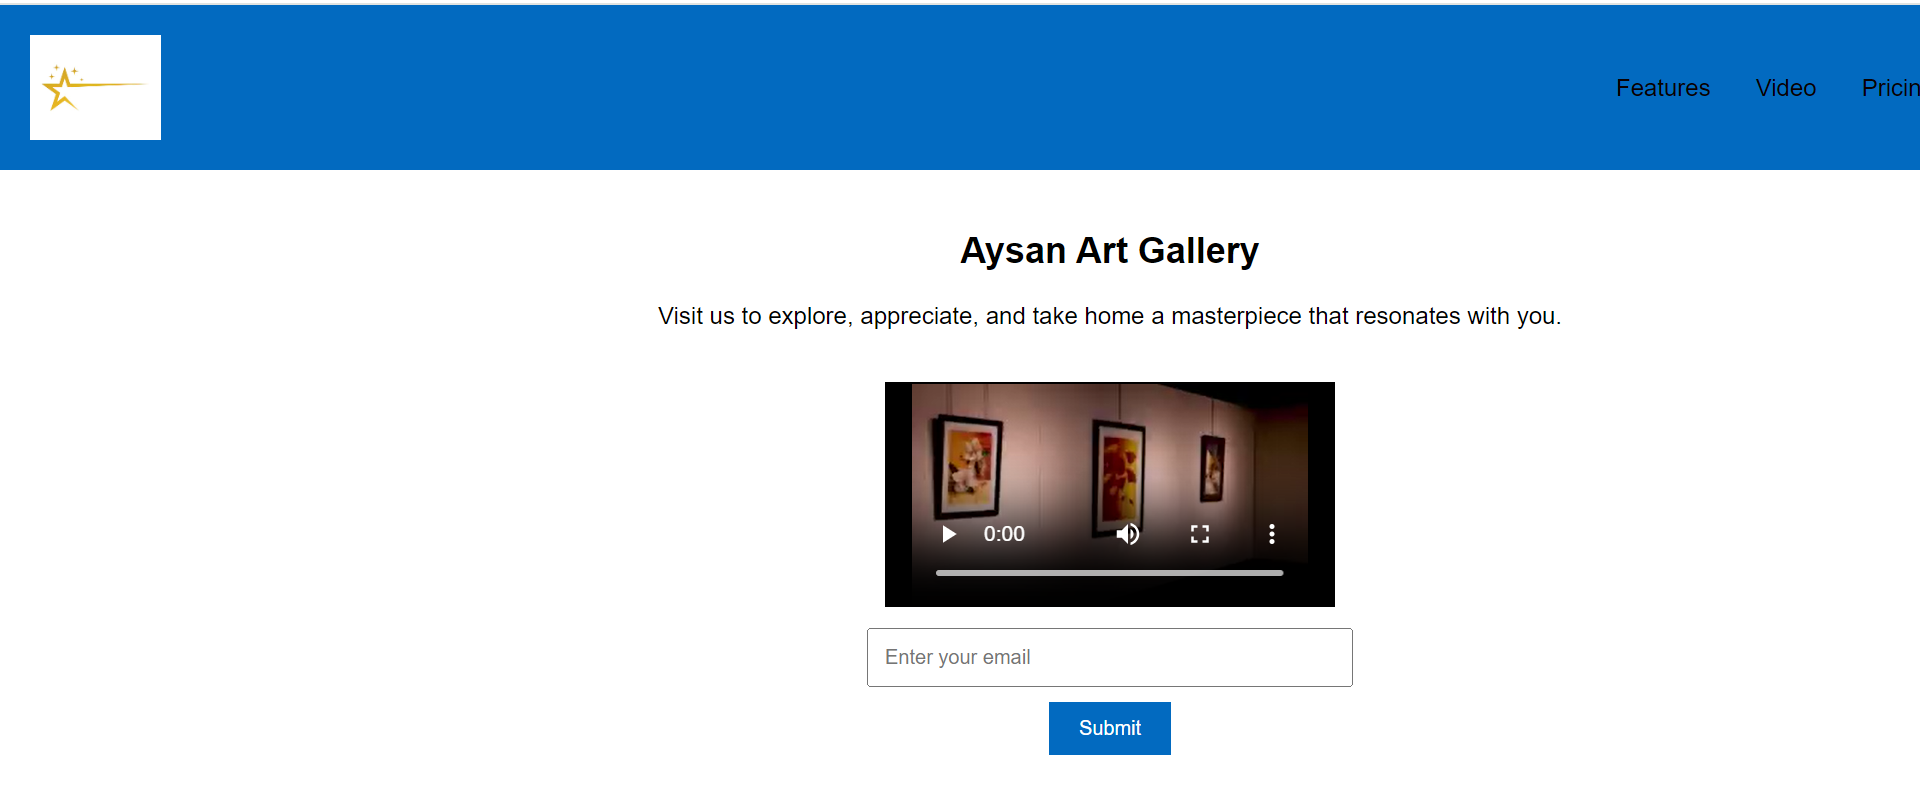 Features Video Pricin
Aysan Art Gallery
Visit us to explore, appreciate, and take home a masterpiece that resonates with you.
0:00
Enter your email
Submit